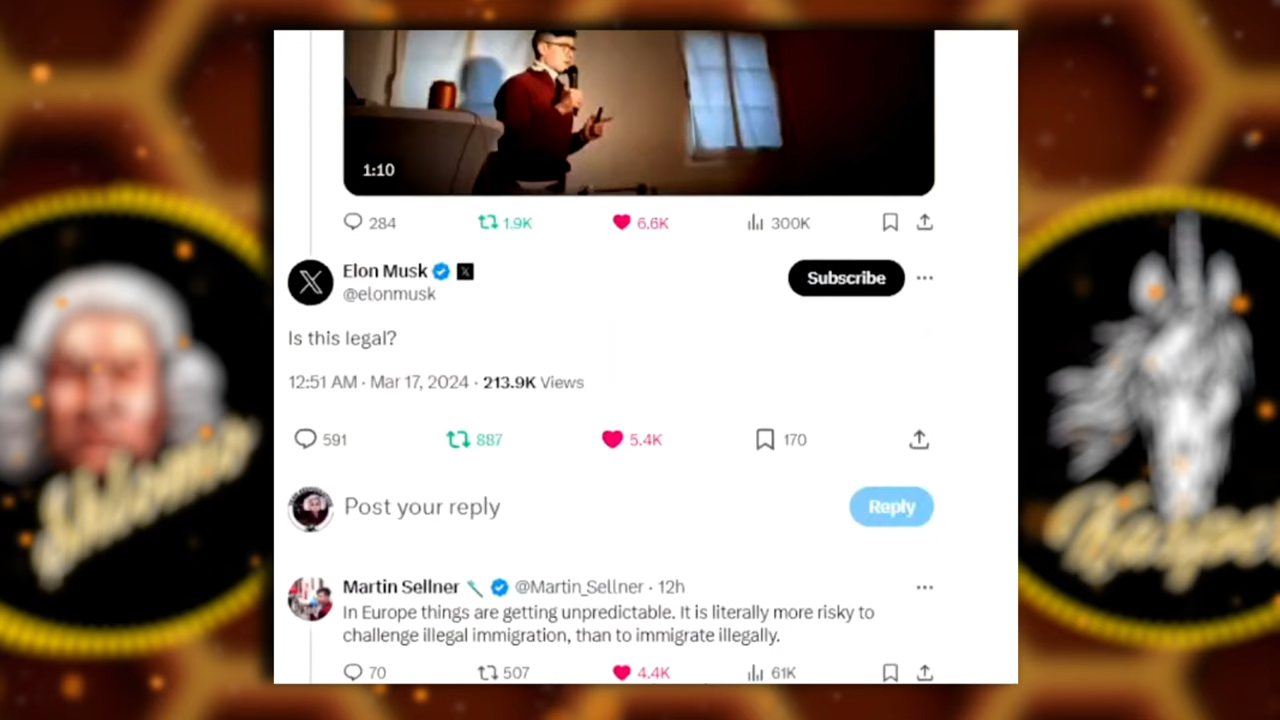 1:10
284 1.9K 6.6K 300K
Elon Musk
@elonmusk
Subscribe
Is this legal?
12:51 AM · Mar 17, 2024 · 213.9K Views
591 887 5.4K 170
Post your reply
Reply
Martin Sellner @Martin_Sellner · 12h
In Europe things are getting unpredictable. It is literally more risky to
challenge illegal immigration, than to immigrate illegally.
70 507 4.4K 61K